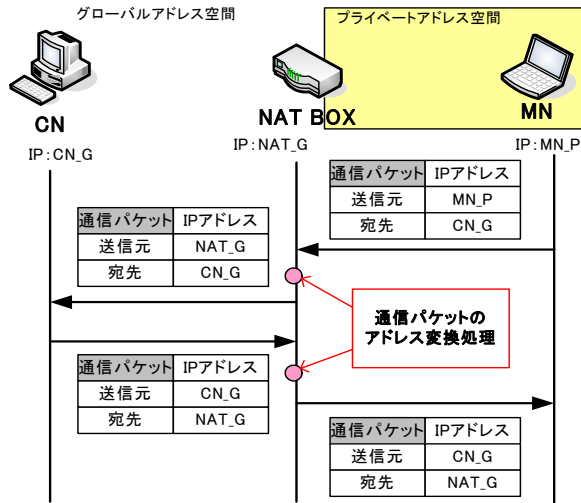 グローバルアドレス空間
プライベートアドレス空間
CN
NAT BOX
MN
IP:CN_G
IP:NAT_G
IP:MN_P
通信パケット IPアドレス
送信元 MN_P
宛先 CN_G
通信パケット IPアドレス
送信元 NAT_G
宛先 CN_G
通信パケットの
アドレス変換処理
通信パケット IPアドレス
送信元 CN_G
宛先 NAT_G
通信パケット IPアドレス
送信元 CN_G
宛先 NAT_G